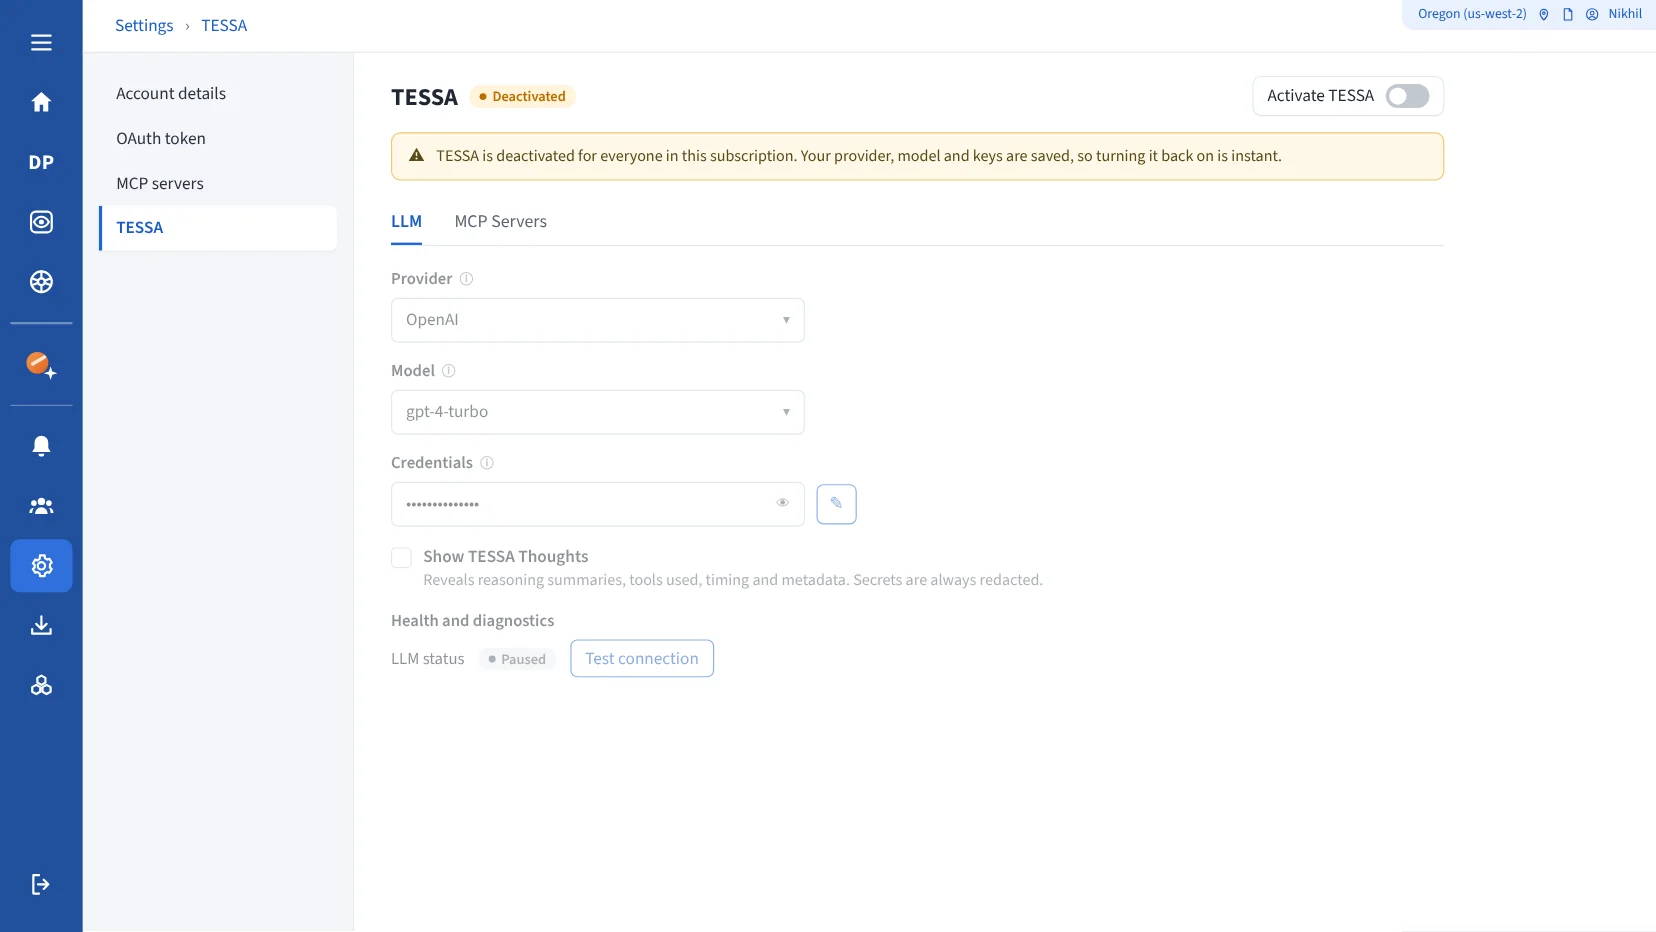 Settings › TESSA
Oregon (us-west-2) Nikhil
DP
Account details
OAuth token
MCP servers
TESSA
TESSA
Deactivated
Activate TESSA
TESSA is deactivated for everyone in this subscription. Your provider, model and keys are saved, so turning it back on is instant.
LLM
MCP Servers
Provider
OpenAI
Model
gpt-4-turbo
Credentials
••••••••••••••
Show TESSA Thoughts
Reveals reasoning summaries, tools used, timing and metadata. Secrets are always redacted.
Health and diagnostics
LLM status
Paused
Test connection